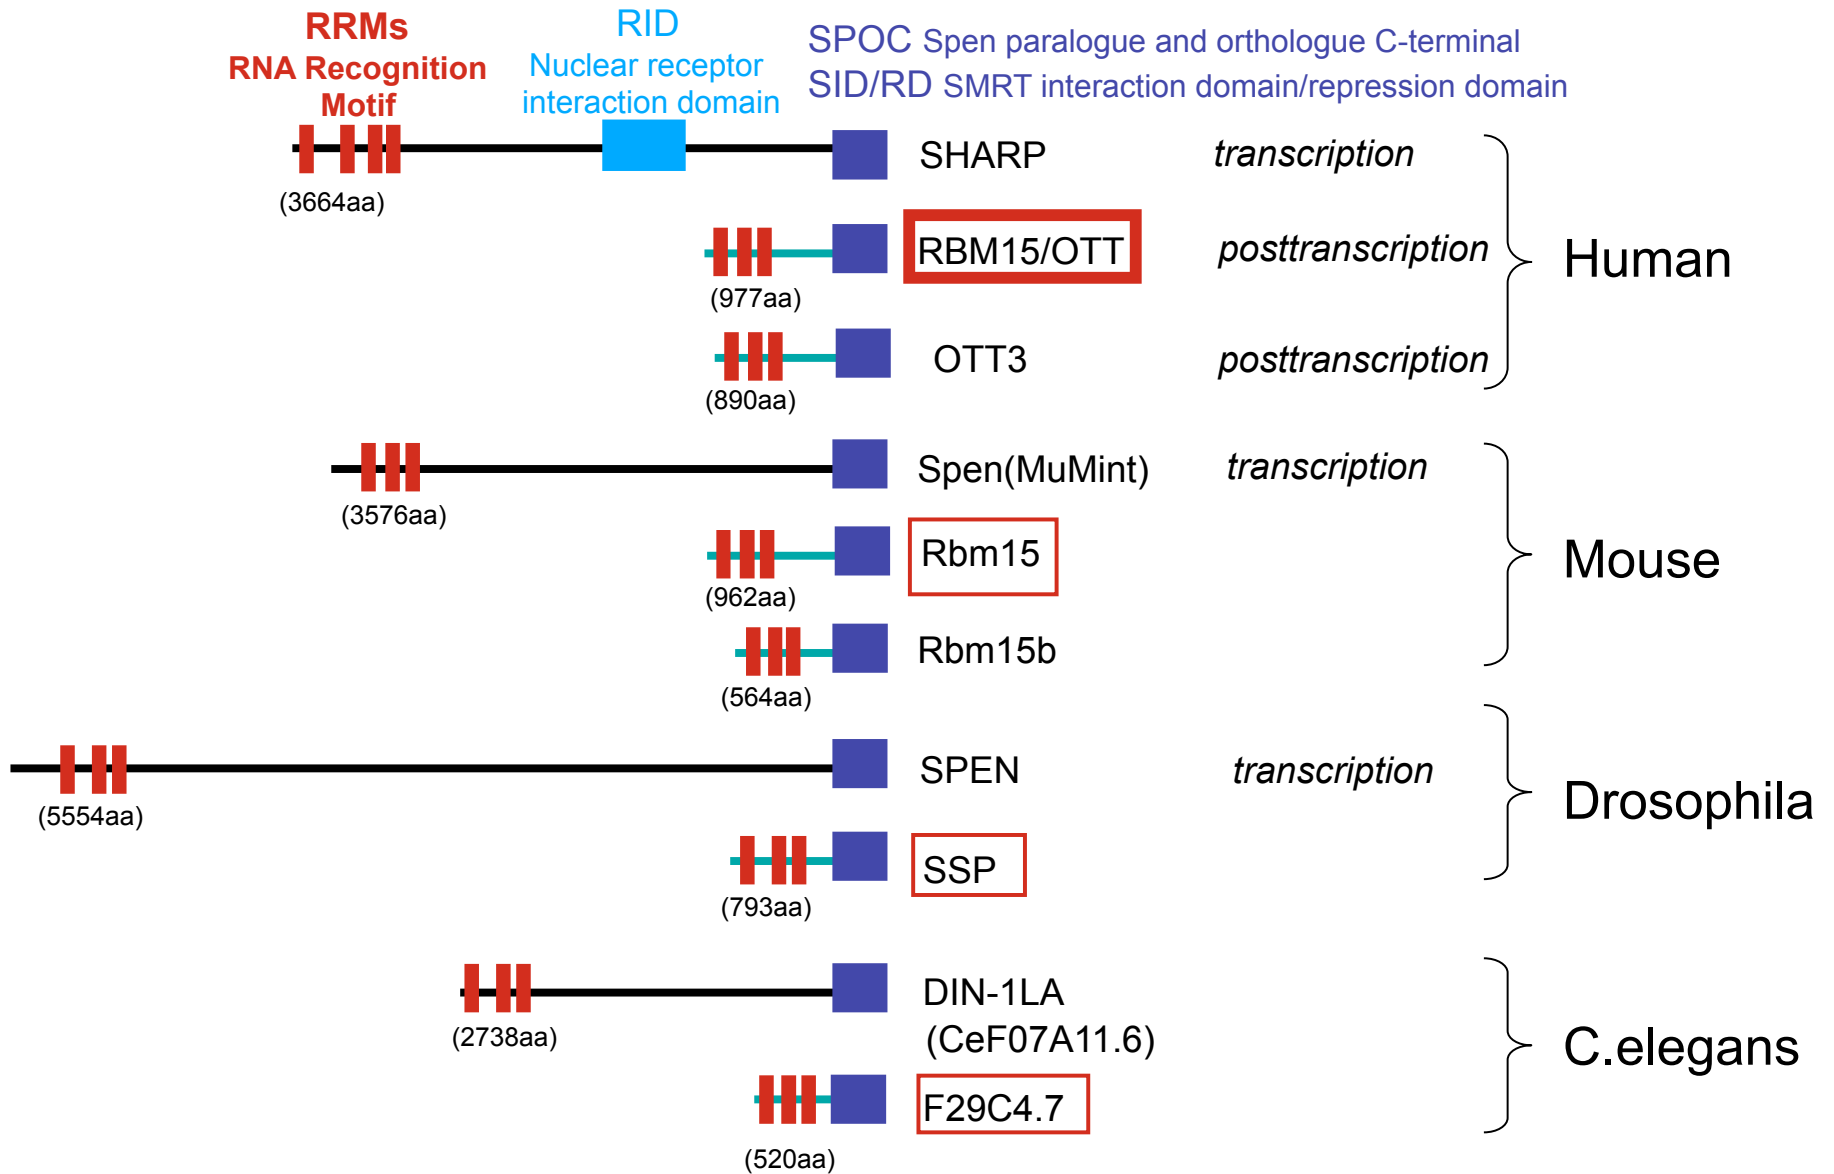 RRMs
RNA Recognition
Motif
RID
Nuclear receptor
interaction domain
SPOC Spen paralogue and orthologue C-terminal
SID/RD SMRT interaction domain/repression domain
SHARP
transcription
(3664aa)
RBM15/OTT
posttranscription
(977aa)
Human
OTT3
posttranscription
(890aa)
Spen(MuMint)
transcription
(3576aa)
Rbm15
(962aa)
Mouse
Rbm15b
(564aa)
SPEN
transcription
(5554aa)
Drosophila
SSP
(793aa)
DIN-1LA
(CeF07A11.6)
(2738aa)
C.elegans
F29C4.7
(520aa)